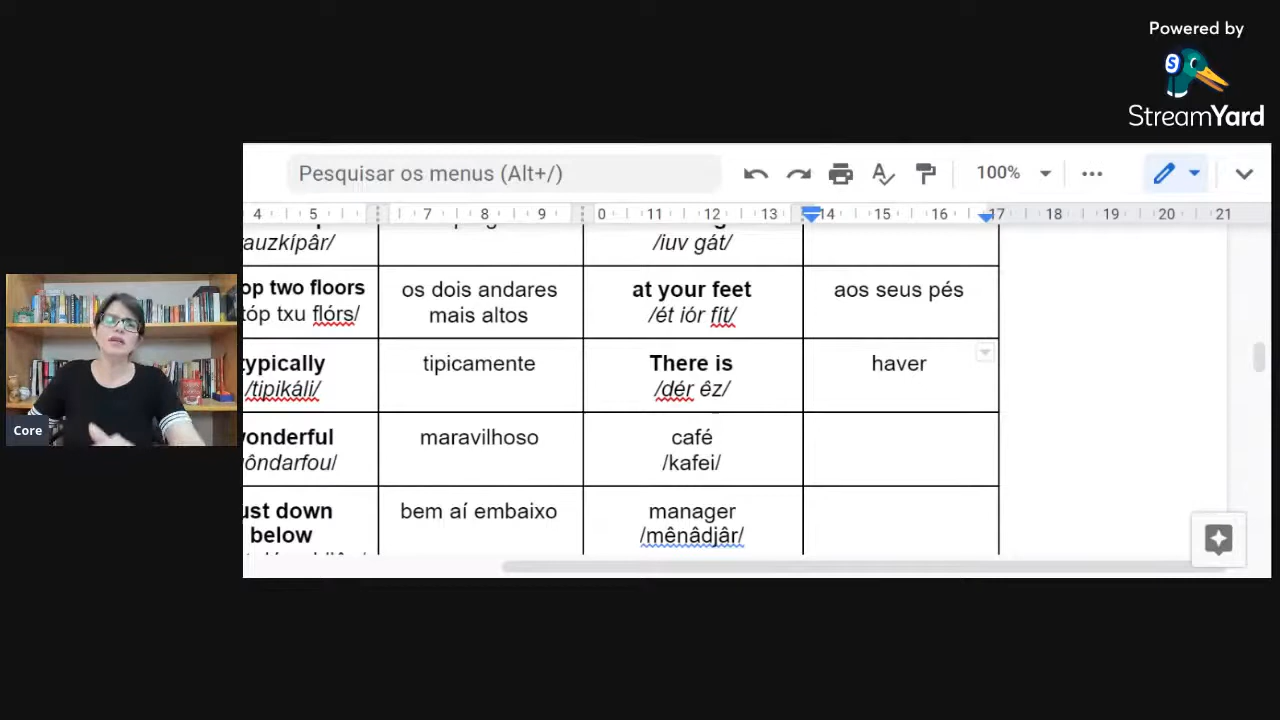 Powered by
StreamYard
Pesquisar os menus (Alt+/)
100%
4 5 7 8 9 0 11 12 13 14 15 16 17 18 19 20 21
auzkípâr/
/iuv gát/
op two floors
os dois andares
at your feet
aos seus pés
tóp txu flórs/
mais altos
/ét iór fít/
typically
tipicamente
There is
haver
/tipikáli/
/dér êz/
onderful
maravilhoso
café
ôndarfou/
/kafei/
ust down
bem aí embaixo
manager
below
/mênâdjâr/
Core